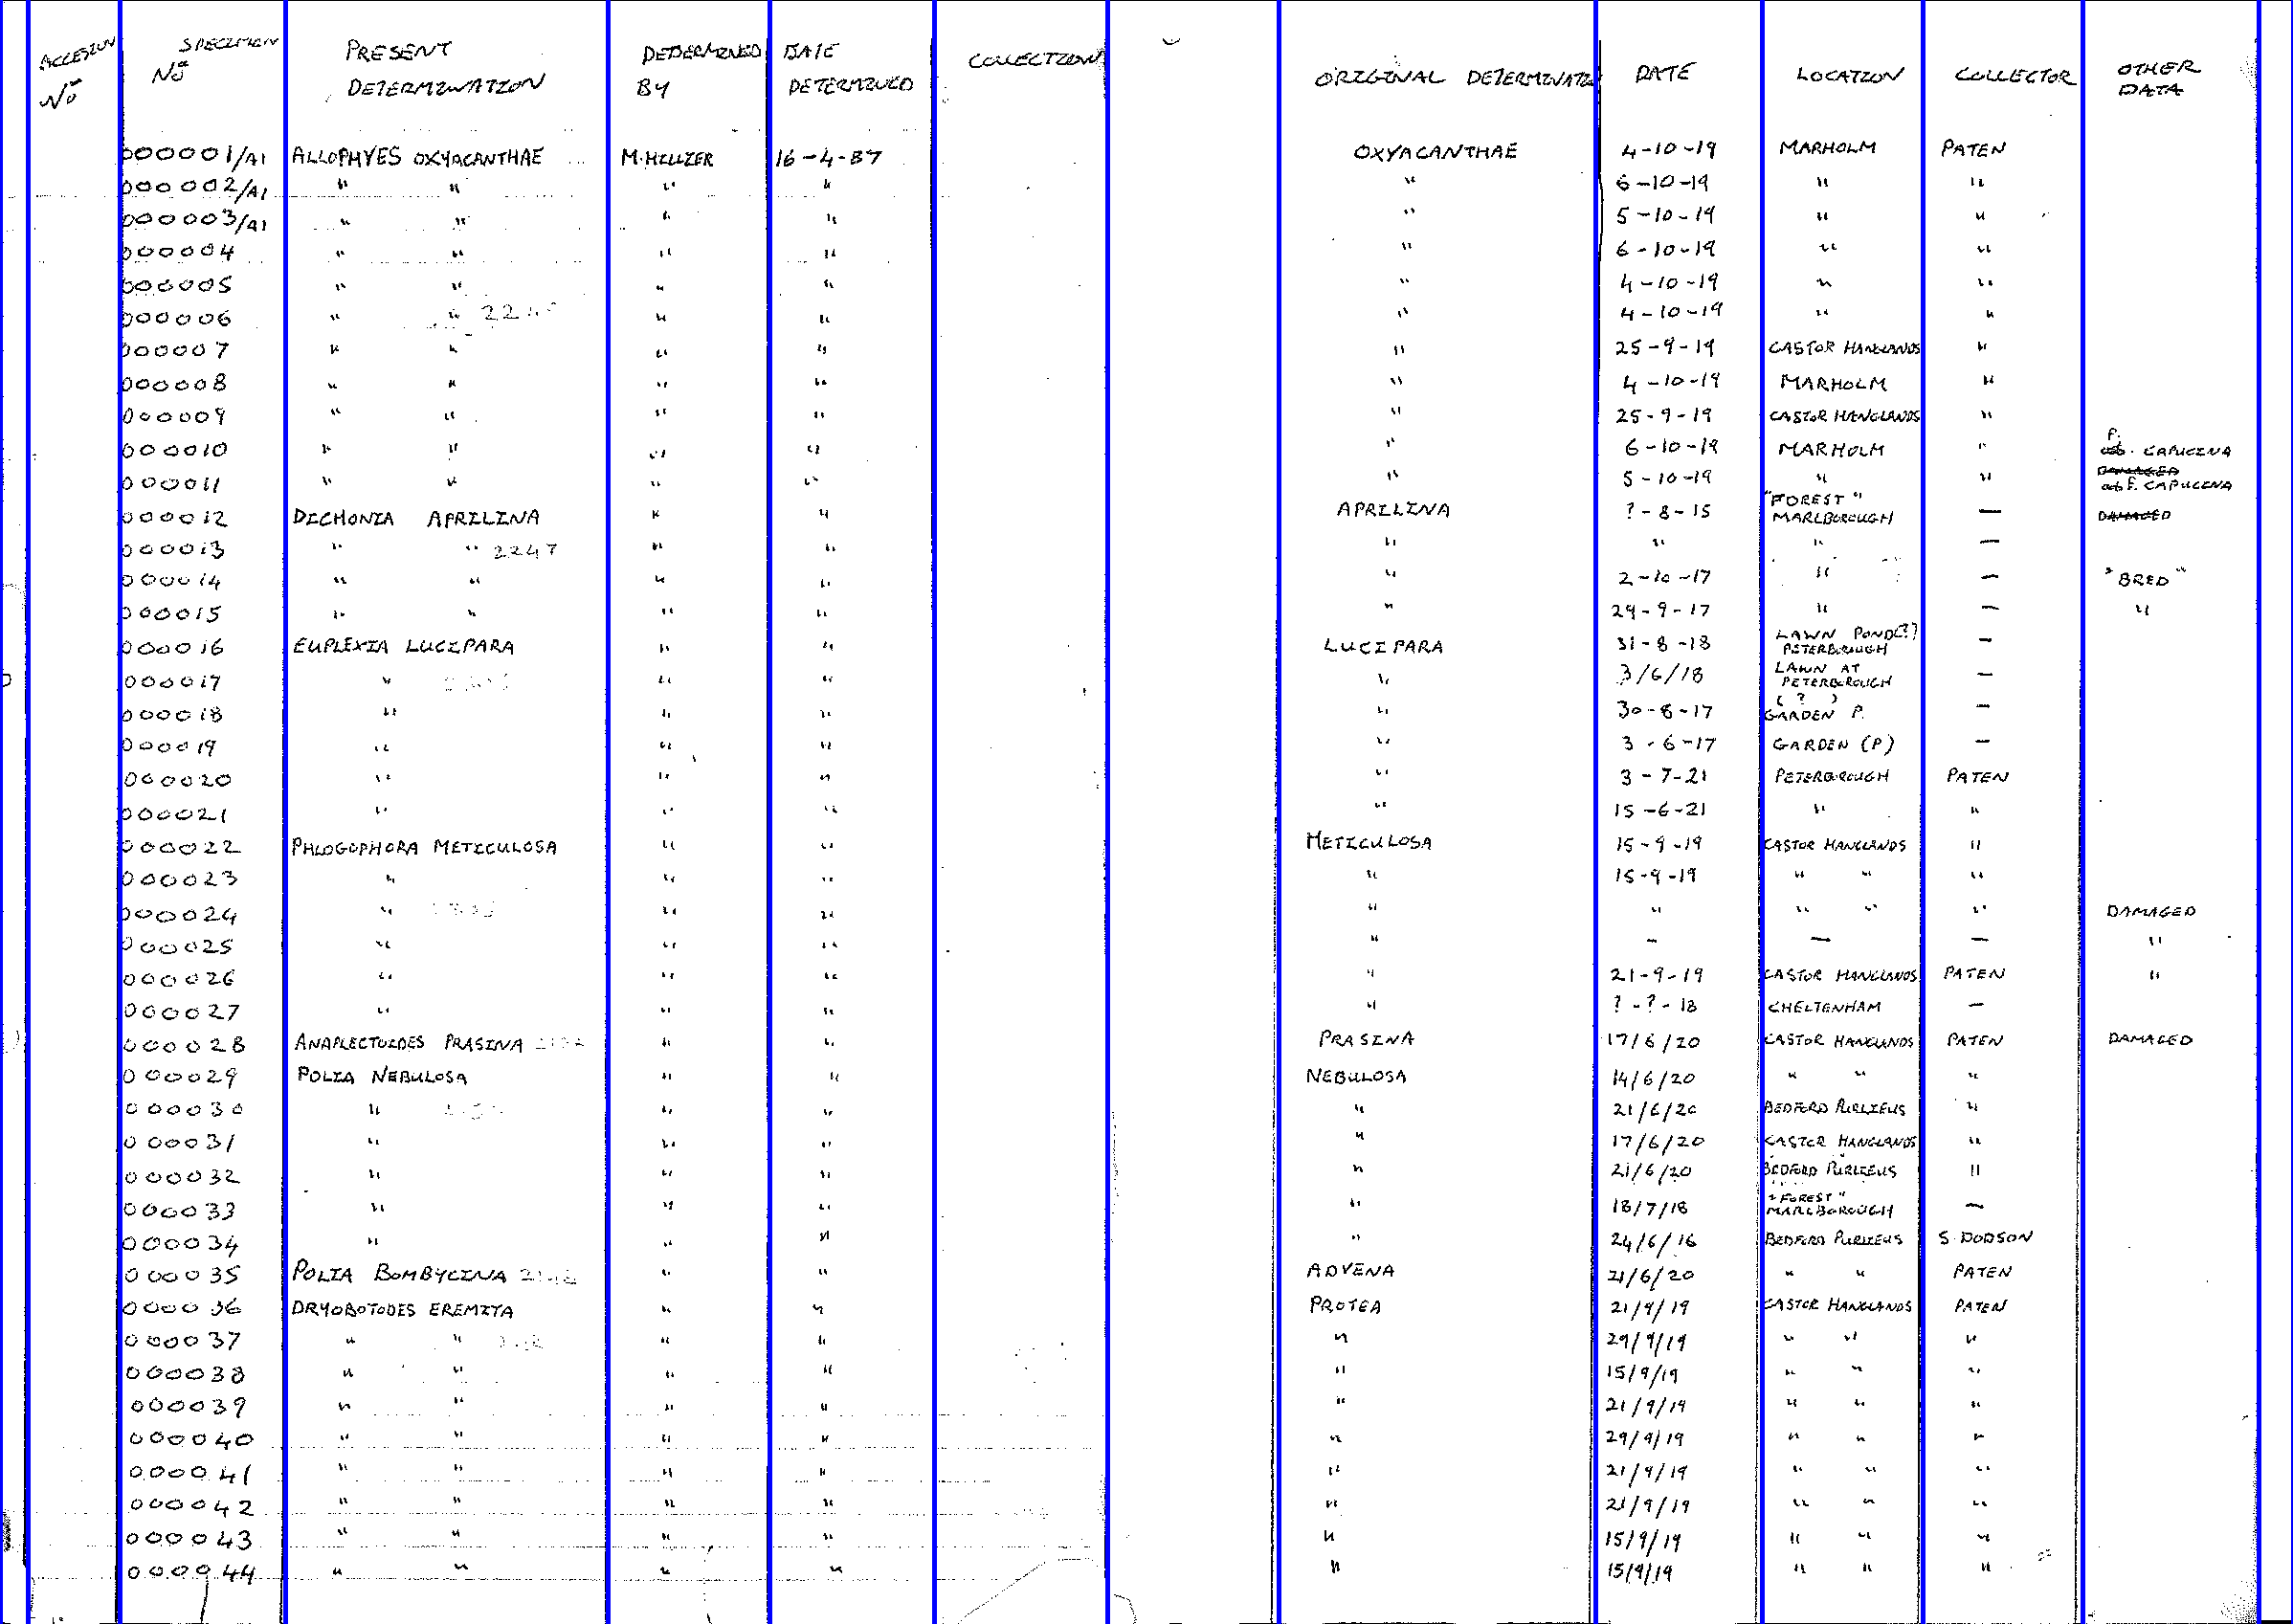 ACCESION Nº SPECIMEN Nº PRESENT DETERMINATION DETERMINED BY DATE DETERMINED COLLECTION ORIGINAL DETERMINATIO DATE LOCATION COLLECTOR OTHER DATA
000001/A1 ALLOPHYES OXYACANTHAE M·HILLIER 16-4-87 OXYACANTHAE 4-10-19 MARHOLM PATEN
000002/A1 " " " " " 6-10-19 " "
000003/A1 " " " " " 5-10-19 " "
000004 " " " " " 6-10-19 " "
000005 " " " " " 4-10-19 " "
000006 " " " " " 4-10-19 " "
000007 " " " " " 25-9-19 CASTOR HANGLANDS "
000008 " " " " " 4-10-19 MARHOLM "
000009 " " " " " 25-9-19 CASTOR HANGLANDS "
000010 " " " " " 6-10-19 MARHOLM " F. ab. CAPUCINA
000011 " " " " " 5-10-19 " " DAMAGED ab F. CAPUCINA
000012 DICHONIA APRILINA " " APRILINA ?-8-15 "FOREST" MARLBOROUGH — DAMAGED
000013 " " 2247 " " " " " —
000014 " " " " " 2-10-17 " — "BRED"
000015 " " " " " 29-9-17 " — "
000016 EUPLEXIA LUCIPARA " " LUCIPARA 31-8-18 LAWN POND(?) PETERBOROUGH —
000017 " " " " 3/6/18 LAWN AT PETERBOROUGH —
000018 " " " " 30-8-17 (?) GARDEN P. —
000019 " " " " 3-6-17 GARDEN (P) —
000020 " " " " 3-7-21 PETERBOROUGH PATEN
000021 " " " " 15-6-21 " "
000022 PHLOGOPHORA METICULOSA " " METICULOSA 15-9-19 CASTOR HANGLANDS "
000023 " " " " 15-9-19 " " "
000024 " " " " " " " " DAMAGED
000025 " " " " — — — "
000026 " " " " 21-9-19 CASTOR HANGLANDS PATEN "
000027 " " " " ?-?-18 CHELTENHAM —
000028 ANAPLECTOIDES PRASINA " " PRASINA 17/6/20 CASTOR HANGLANDS PATEN DAMAGED
000029 POLIA NEBULOSA " " NEBULOSA 14/6/20 " " "
000030 " " " " 21/6/20 BEDFORD PURLIEUS "
000031 " " " " 17/6/20 CASTOR HANGLANDS "
000032 " " " " 21/6/20 BEDFORD PURLIEUS "
000033 " " " " 18/7/18 "FOREST" MARLBOROUGH —
000034 " " " " 24/6/16 BEDFORD PURLIEUS S·DODSON
000035 POLIA BOMBYCINA " " ADVENA 21/6/20 " " PATEN
000036 DRYOBOTODES EREMITA " " PROTEA 21/9/19 CASTOR HANGLANDS PATEN
000037 " " " " " 29/9/19 " " "
000038 " " " " " 15/9/19 " " "
000039 " " " " " 21/9/19 " " "
000040 " " " " " 29/9/19 " " "
000041 " " " " " 21/9/19 " " "
000042 " " " " " 21/9/19 " " "
000043 " " " " " 15/9/19 " " "
000044 " " " " " 15/9/19 " " "